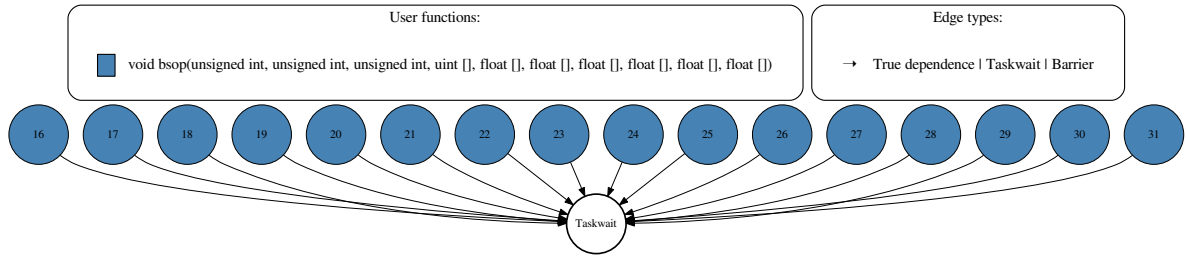 User functions:
void bsop(unsigned int, unsigned int, unsigned int, uint [], float [], float [], float [], float [], float [], float [])
Edge types:
True dependence | Taskwait | Barrier
16 17 18 19 20 21 22 23 24 25 26 27 28 29 30 31
Taskwait